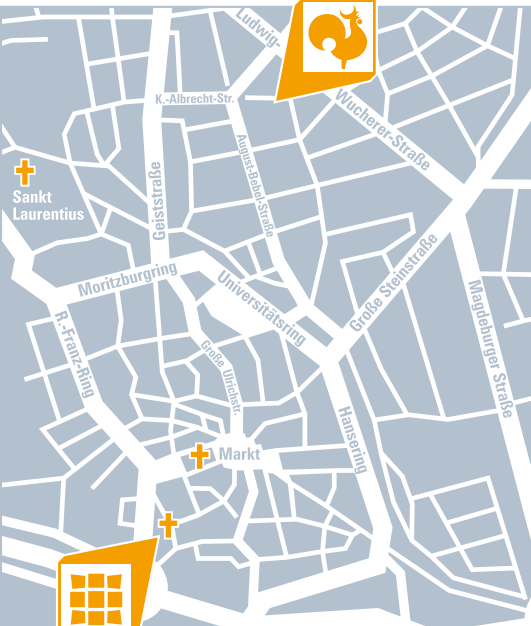 Ludwig-
Wucherer-Straße
K.-Albrecht-Str.
August-Bebel-Straße
Geiststraße
Sankt
Laurentius
Moritzburgring
Universitätsring
Große Steinstraße
R.-Franz-Ring
Große Ulrichstr.
Magdeburger Straße
Hansering
Markt